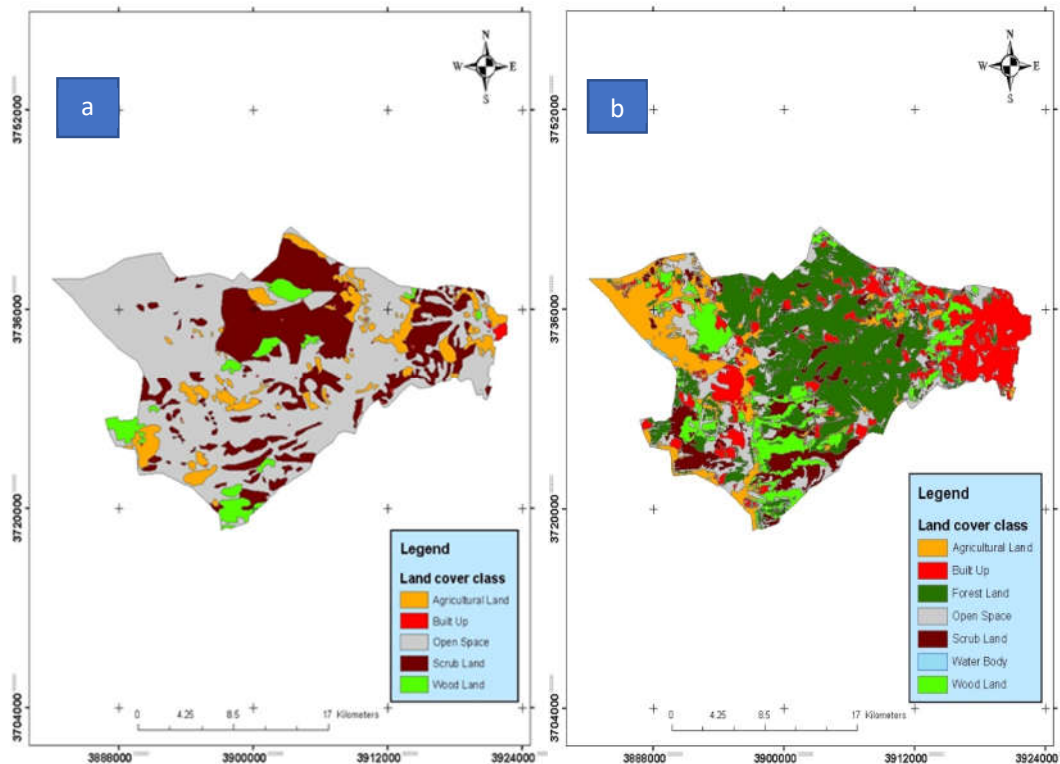 a
N
W E
S
3752000
3736000
3720000
3704000
Legend
Land cover class
Agricultural Land
Built Up
Open Space
Scrub Land
Wood Land
0 4.25 8.5 17 Kilometers
3888000 3900000 3912000 3924000
b
N
W E
S
3752000
3736000
3720000
3704000
Legend
Land cover class
Agricultural Land
Built Up
Forest Land
Open Space
Scrub Land
Water Body
Wood Land
0 4.25 8.5 17 Kilometers
3888000 3900000 3912000 3924000